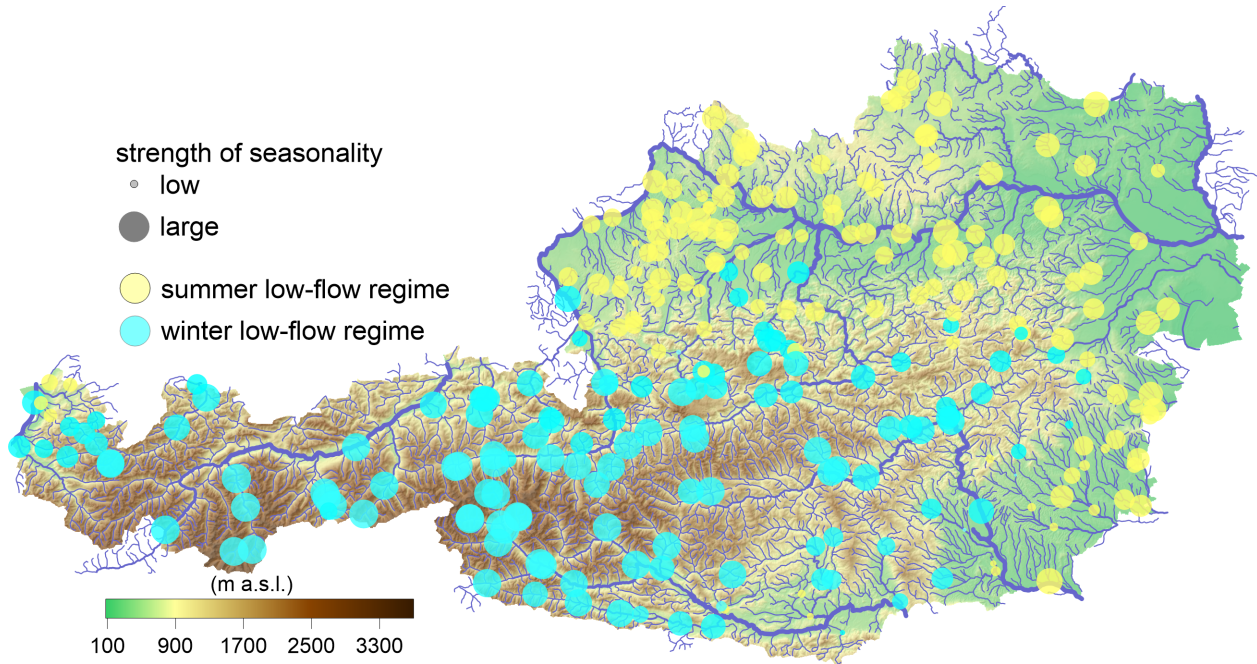 strength of seasonality
low
large
summer low-flow regime
winter low-flow regime
(m a.s.l.)
100 900 1700 2500 3300